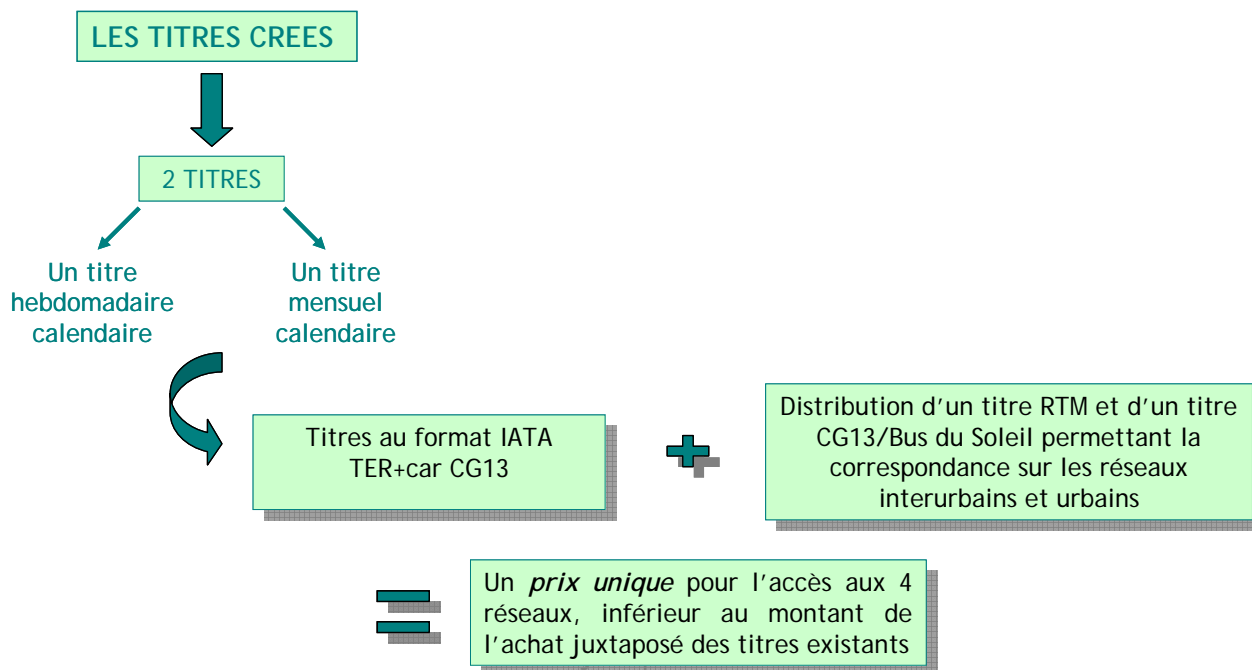 LES TITRES CREES
2 TITRES
Un titre
hebdomadaire
calendaire
Un titre
mensuel
calendaire
Titres au format IATA
TER+car CG13
Distribution d'un titre RTM et d'un titre
CG13/Bus du Soleil permettant la
correspondance sur les réseaux
interurbains et urbains
Un prix unique pour l'accès aux 4
réseaux, inférieur au montant de
l'achat juxtaposé des titres existants